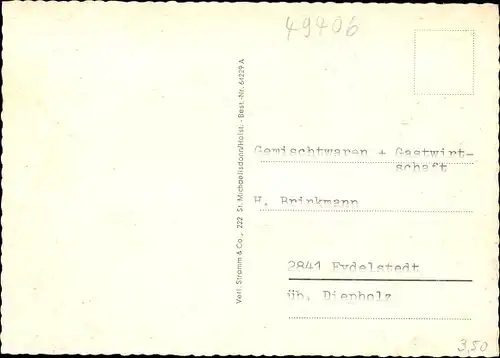 49406
Verl. Stramm & Co., 222 St. Michaelisdonn/Holst. - Best.-Nr. 61229 A
Gemischtwaren + Gastwirt-
schaft
H. Brinkmann
2841 Eydelstedt
üb. Diepholz
3,50